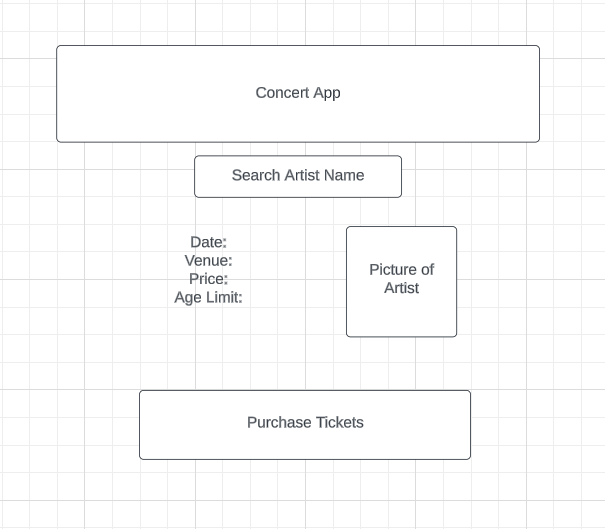 Concert App
Search Artist Name
Date:
Venue:
Price:
Age Limit:
Picture of
Artist
Purchase Tickets